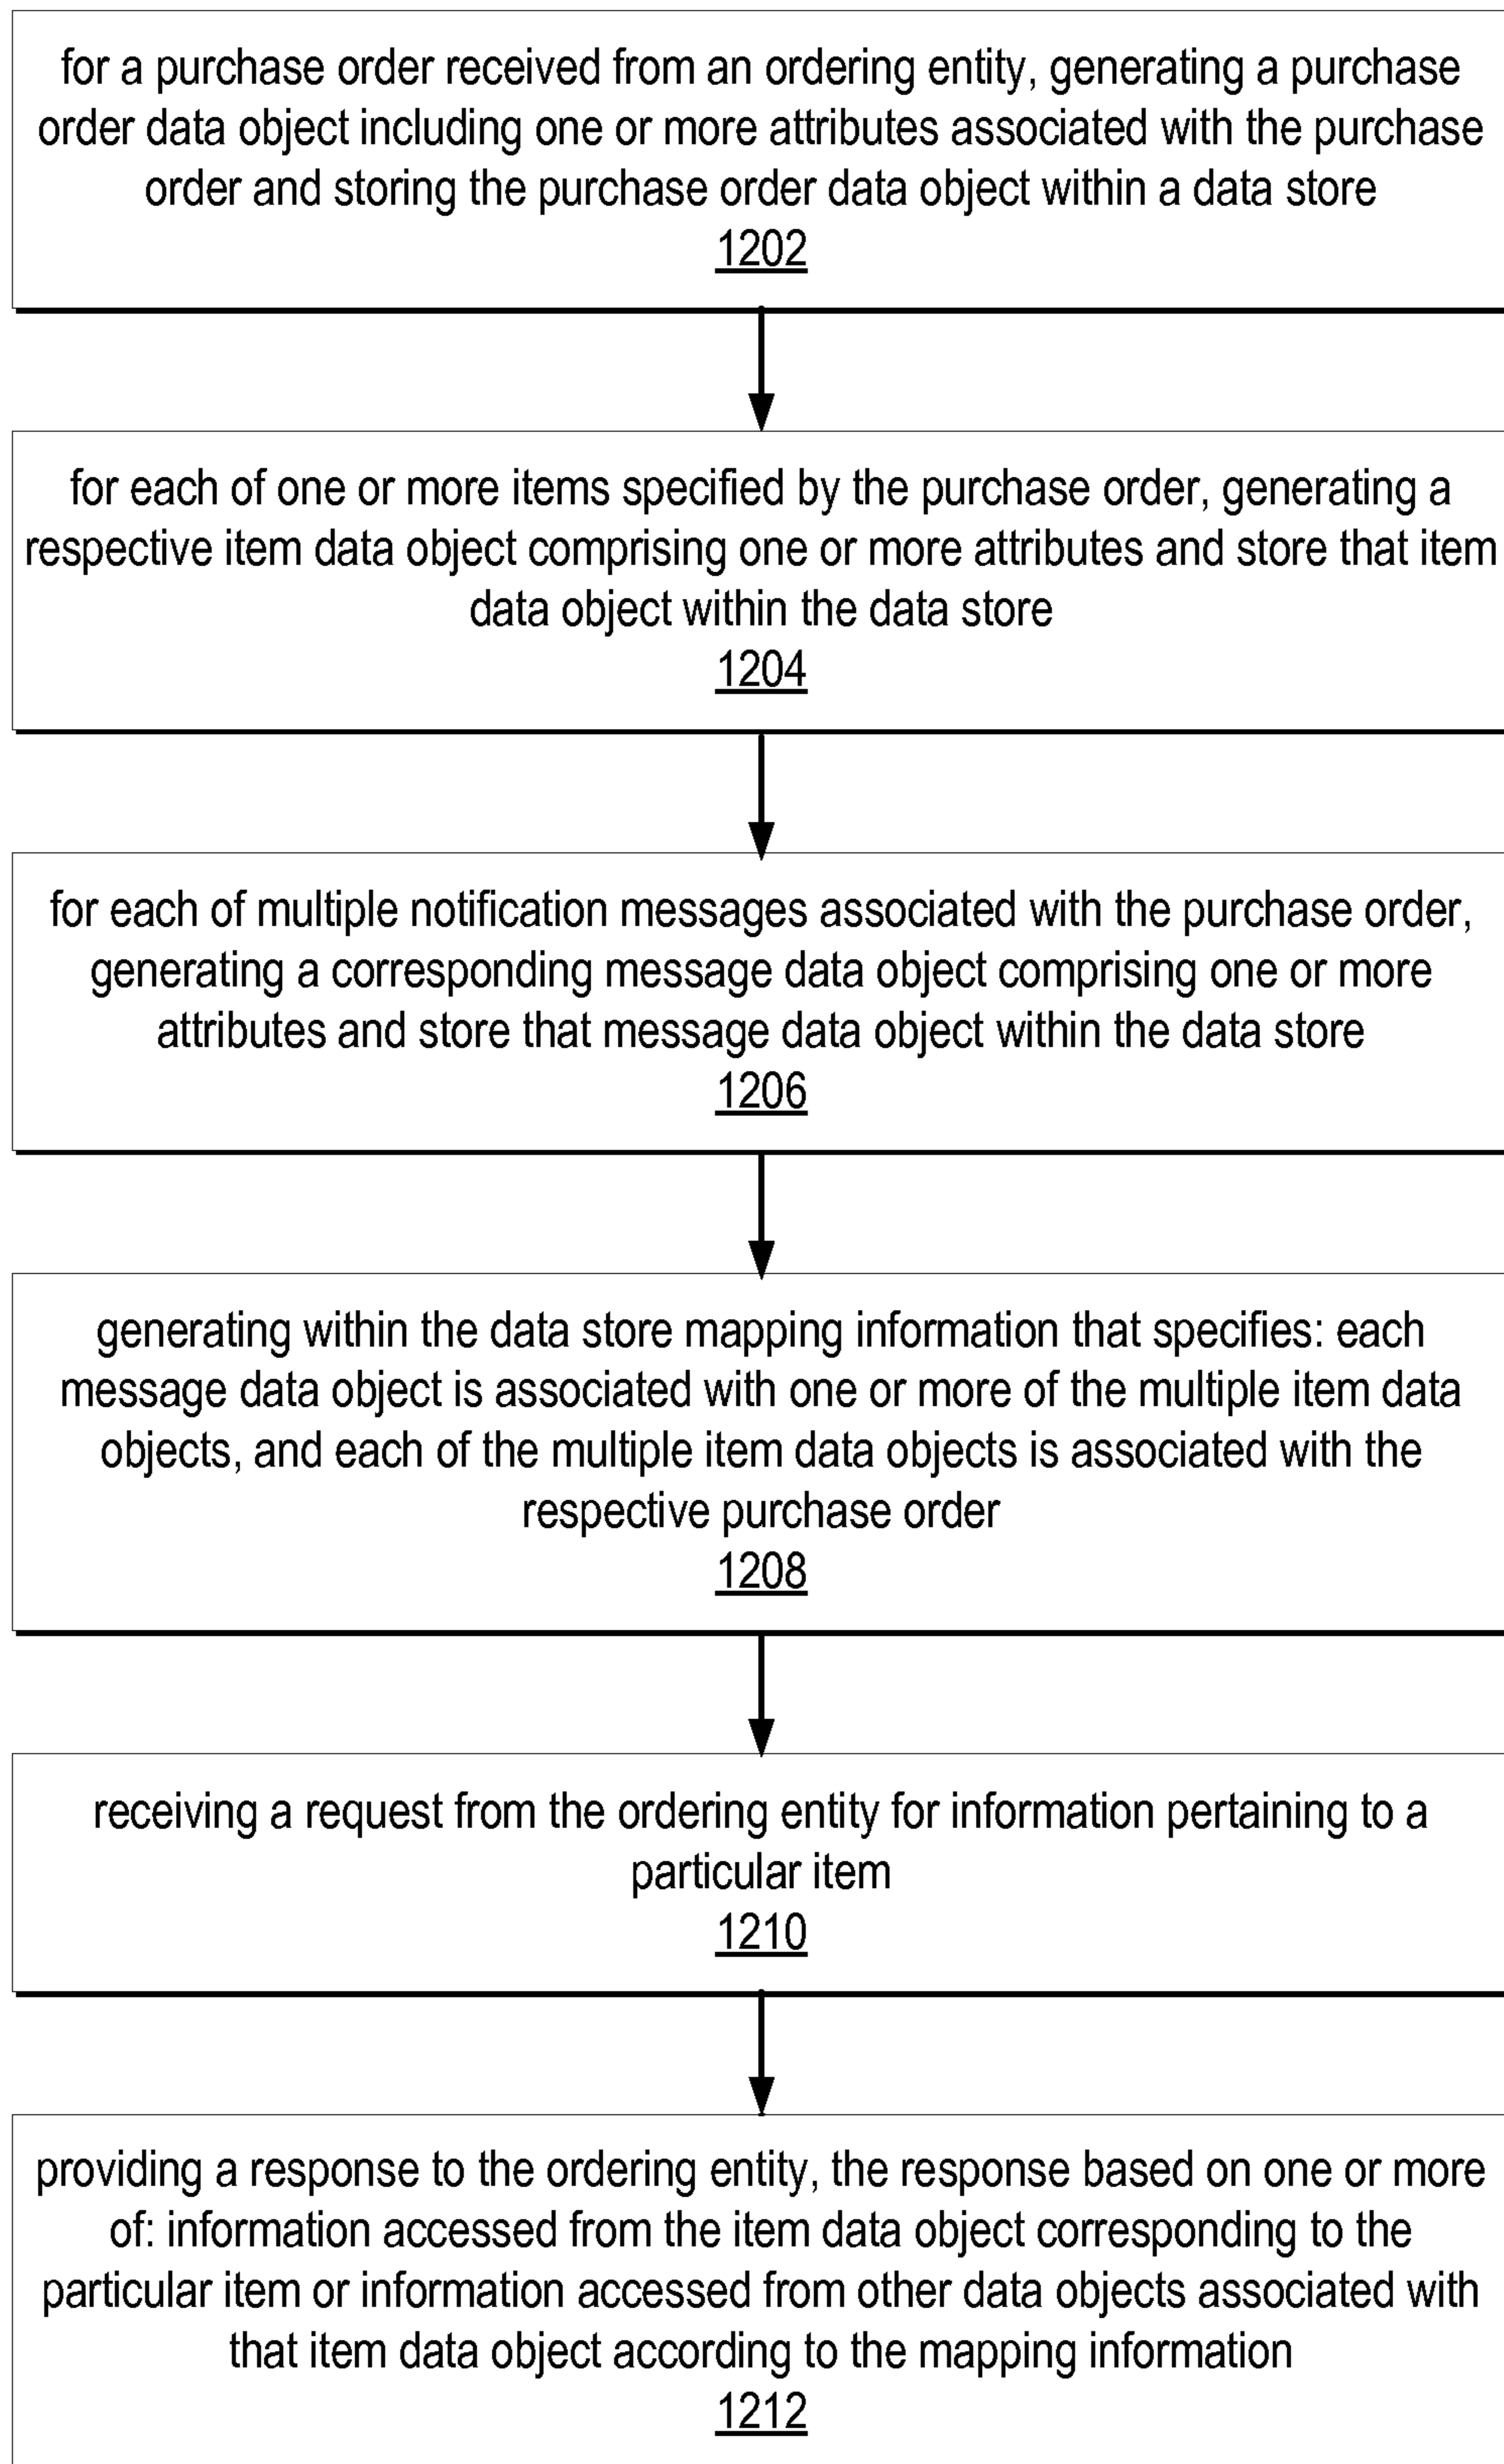 for a purchase order received from an ordering entity, generating a purchase
order data object including one or more attributes associated with the purchase
order and storing the purchase order data object within a data store
1202
for each of one or more items specified by the purchase order, generating a
respective item data object comprising one or more attributes and store that item
data object within the data store
1204
for each of multiple notification messages associated with the purchase order,
generating a corresponding message data object comprising one or more
attributes and store that message data object within the data store
1206
generating within the data store mapping information that specifies: each
message data object is associated with one or more of the multiple item data
objects, and each of the multiple item data objects is associated with the
respective purchase order
1208
receiving a request from the ordering entity for information pertaining to a
particular item
1210
providing a response to the ordering entity, the response based on one or more
of: information accessed from the item data object corresponding to the
particular item or information accessed from other data objects associated with
that item data object according to the mapping information
1212